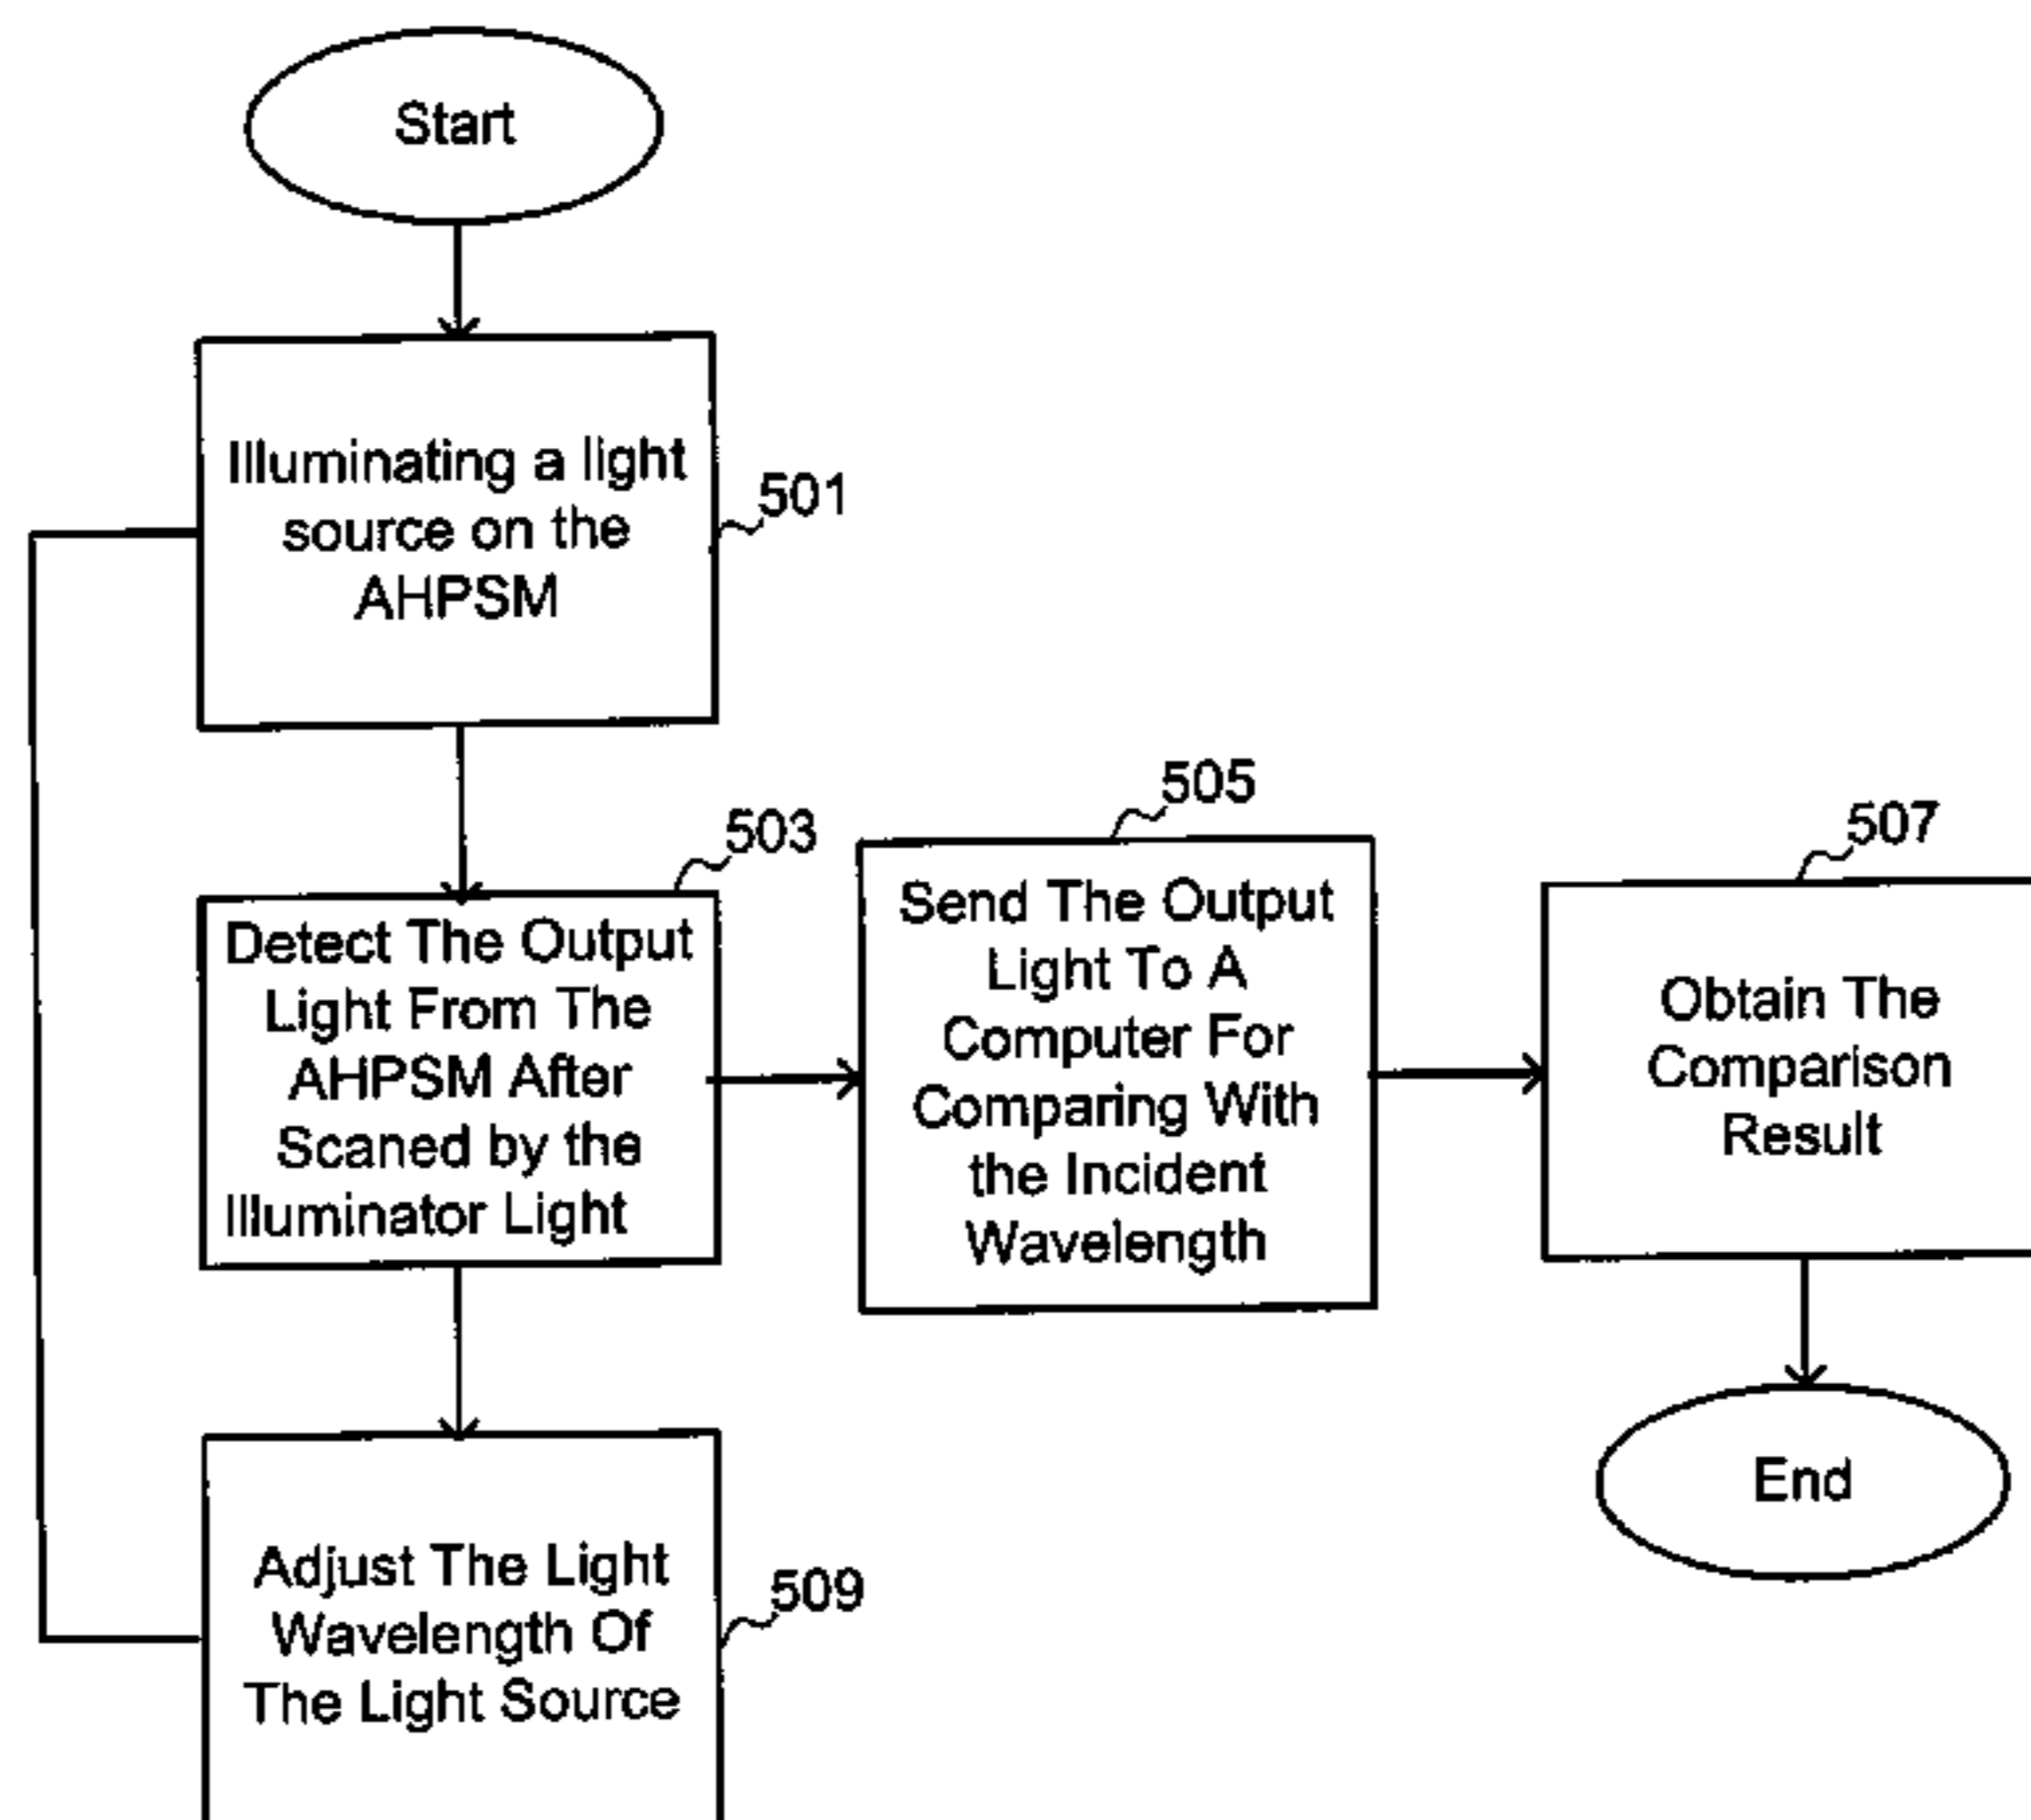 Start
Illuminating a light
source on the
AHPSM
501
503
Detect The Output
Light From The
AHPSM After
Scaned by the
Illuminator Light
505
Send The Output
Light To A
Computer For
Comparing With
the Incident
Wavelength
507
Obtain The
Comparison
Result
End
Adjust The Light
Wavelength Of
The Light Source
509